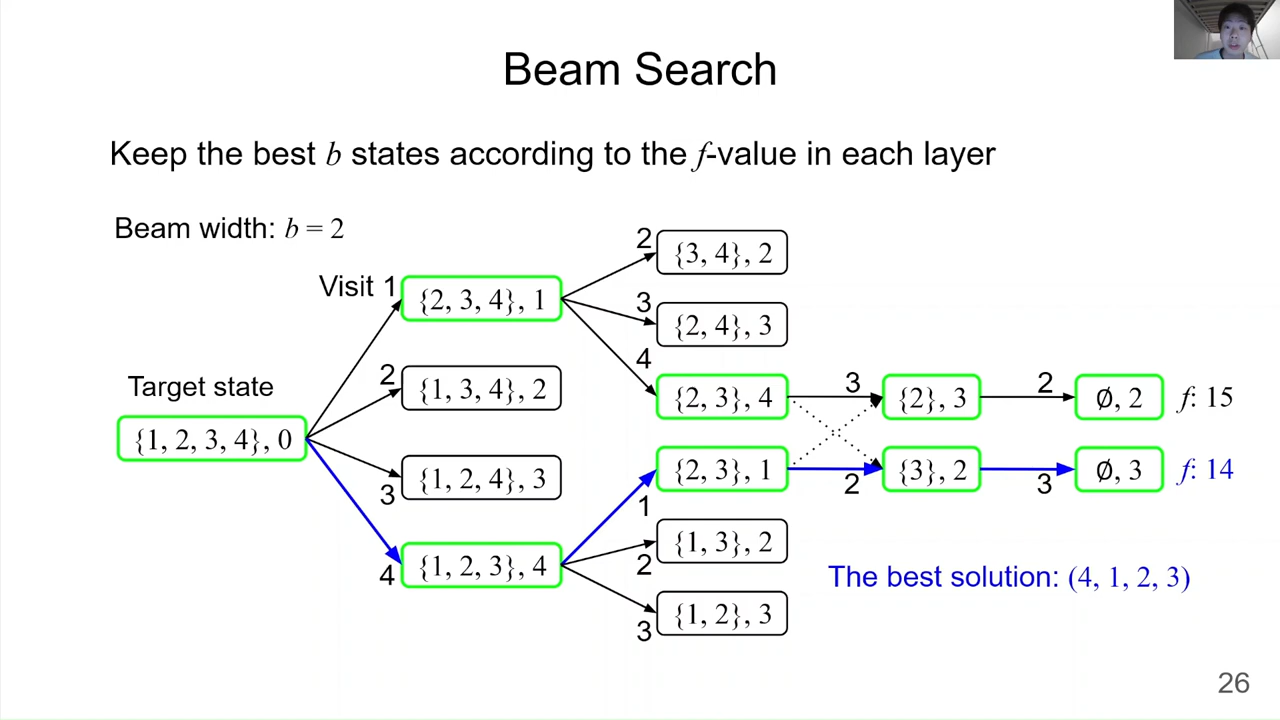 Beam Search
Keep the best b states according to the f-value in each layer
Beam width: b = 2
Target state
{1, 2, 3, 4}, 0
Visit 1
2
3
4
{2, 3, 4}, 1
{1, 3, 4}, 2
{1, 2, 4}, 3
{1, 2, 3}, 4
2
3
4
1
2
3
{3, 4}, 2
{2, 4}, 3
{2, 3}, 4
{2, 3}, 1
{1, 3}, 2
{1, 2}, 3
3
2
{2}, 3
{3}, 2
2
3
∅, 2
∅, 3
f: 15
f: 14
The best solution: (4, 1, 2, 3)
26